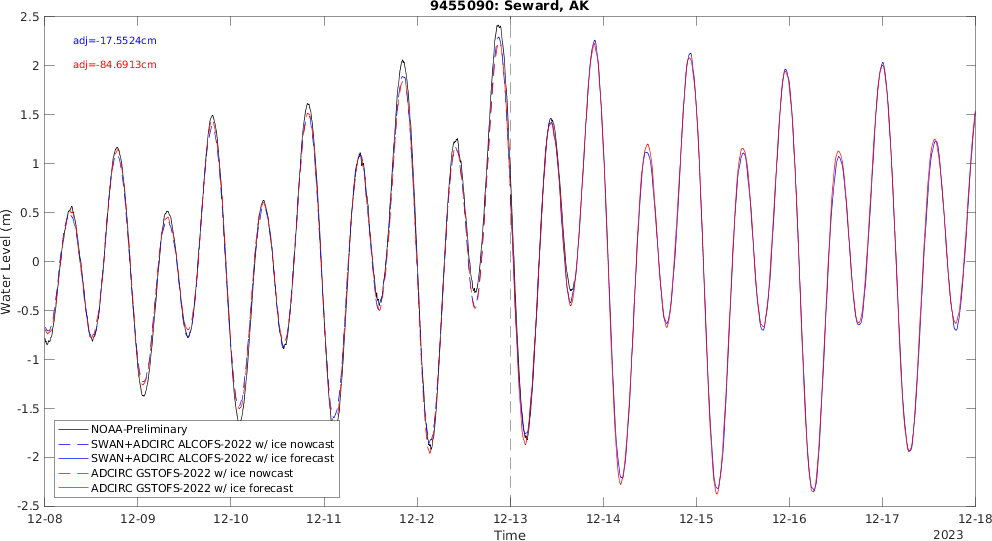 9455090: Seward, AK
adj=-17.5524cm
adj=-84.6913cm
Water Level (m)
2.5
2
1.5
1
0.5
0
-0.5
-1
-1.5
-2
-2.5
NOAA-Preliminary
SWAN+ADCIRC ALCOFS-2022 w/ ice nowcast
SWAN+ADCIRC ALCOFS-2022 w/ ice forecast
ADCIRC GSTOFS-2022 w/ ice nowcast
ADCIRC GSTOFS-2022 w/ ice forecast
12-08 12-09 12-10 12-11 12-12 12-13 12-14 12-15 12-16 12-17 12-18
Time
2023